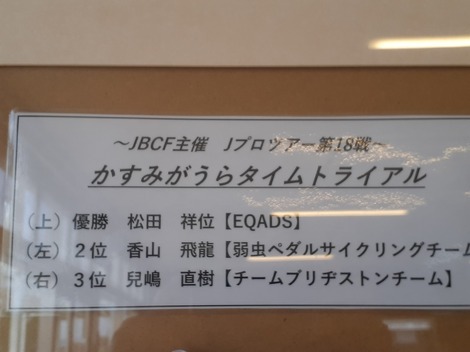 ～JBCF主催　Jプロツアー第18戦～
かすみがうらタイムトライアル
（上）優勝　松田　祥位【EQADS】
（左）２位　香山　飛龍【弱虫ペダルサイクリングチーム
（右）３位　兒嶋　直樹【チームブリヂストンチーム】